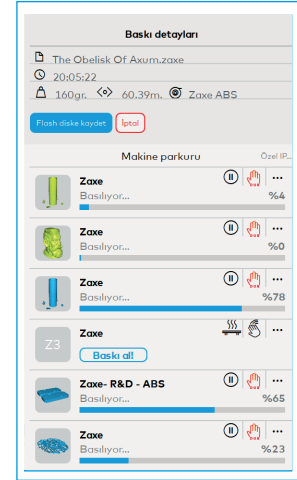 Baskı detayları
The Obelisk Of Axum.zaxe
20:05:22
160gr. 60.39m. Zaxe ABS
Flash diske kaydet İptal
Makine parkuru Özel IP...
Zaxe
Basılıyor... %4
Zaxe
Basılıyor... %0
Zaxe
Basılıyor... %78
Z3 Zaxe
Baskı al!
Zaxe- R&D - ABS
Basılıyor... %65
Zaxe
Basılıyor... %23